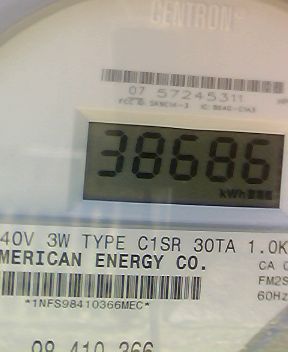 CENTRON
07 57245311
38686
kWh
40V 3W TYPE C1SR 30TA 1.0K
MERICAN ENERGY CO.
CA 0
FM2S
*1NFS98410366MEC*
60Hz
98 410 366